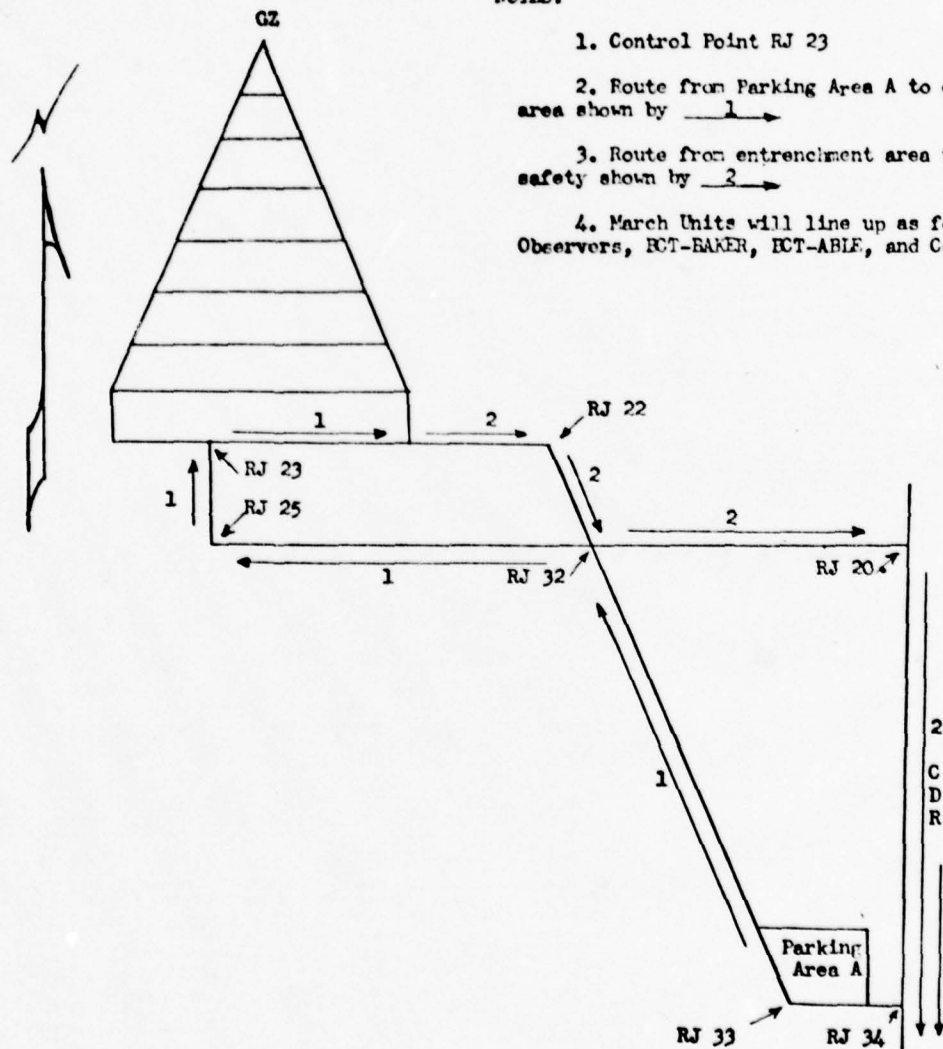 GZ
N
1. Control Point RJ 23
2. Route from Parking Area A to
area shown by 1
3. Route from entrenchment area
safety shown by 2
4. March Units will line up as
Observers, BCT-BAKER, BCT-ABLE, and
RJ 22
1
2
RJ 23
2
1
RJ 25
2
1
RJ 32
RJ 20
1
2
C
D
R
Parking
Area A
RJ 33
RJ 34